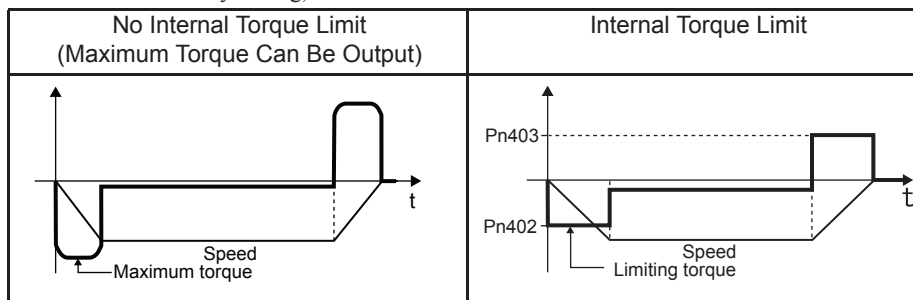 No Internal Torque Limit
(Maximum Torque Can Be Output)
Internal Torque Limit
t
Speed
Maximum torque
Pn403
Pn402
t
Speed
Limiting torque